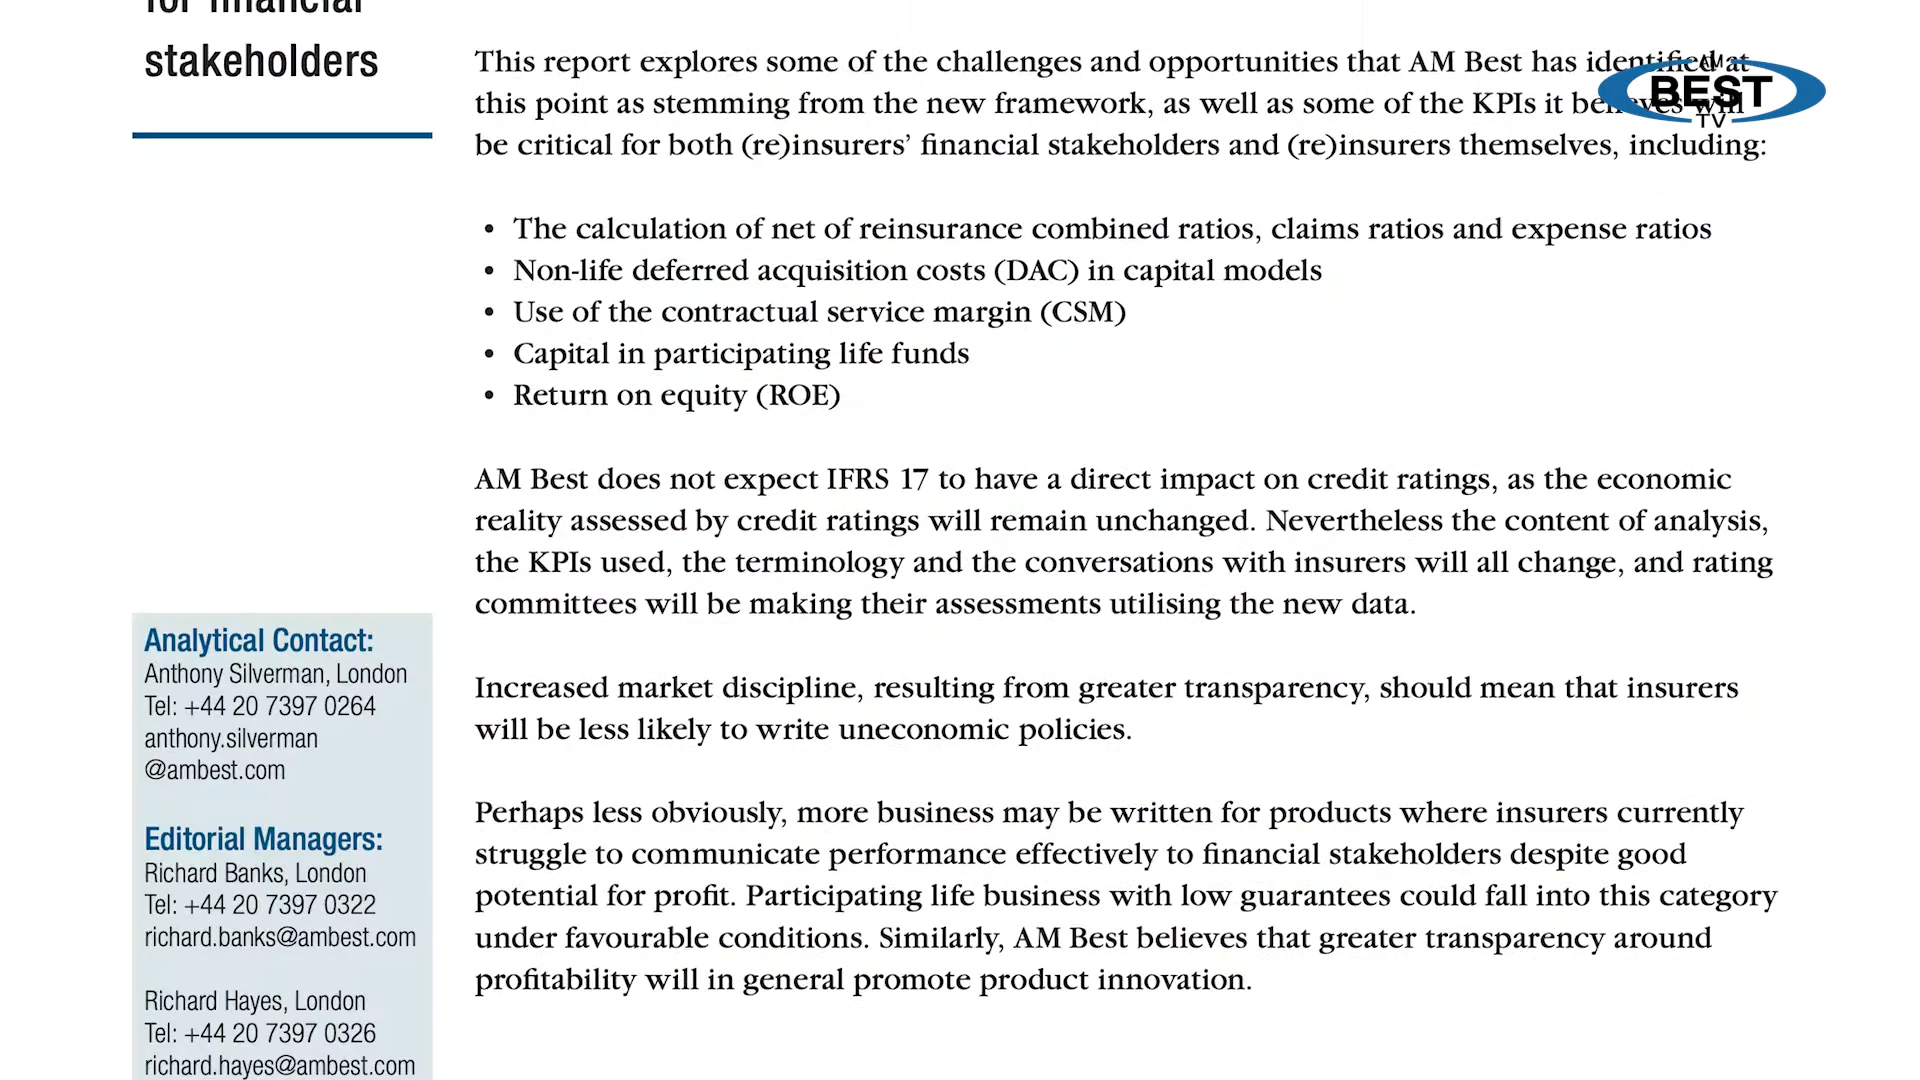 for financial
stakeholders
This report explores some of the challenges and opportunities that AM Best has identified at
this point as stemming from the new framework, as well as some of the KPIs it believes will
be critical for both (re)insurers’ financial stakeholders and (re)insurers themselves, including:
• The calculation of net of reinsurance combined ratios, claims ratios and expense ratios
• Non-life deferred acquisition costs (DAC) in capital models
• Use of the contractual service margin (CSM)
• Capital in participating life funds
• Return on equity (ROE)
AM Best does not expect IFRS 17 to have a direct impact on credit ratings, as the economic
reality assessed by credit ratings will remain unchanged. Nevertheless the content of analysis,
the KPIs used, the terminology and the conversations with insurers will all change, and rating
committees will be making their assessments utilising the new data.
Increased market discipline, resulting from greater transparency, should mean that insurers
will be less likely to write uneconomic policies.
Perhaps less obviously, more business may be written for products where insurers currently
struggle to communicate performance effectively to financial stakeholders despite good
potential for profit. Participating life business with low guarantees could fall into this category
under favourable conditions. Similarly, AM Best believes that greater transparency around
profitability will in general promote product innovation.
Analytical Contact:
Anthony Silverman, London
Tel: +44 20 7397 0264
anthony.silverman
@ambest.com
Editorial Managers:
Richard Banks, London
Tel: +44 20 7397 0322
richard.banks@ambest.com
Richard Hayes, London
Tel: +44 20 7397 0326
richard.hayes@ambest.com
AM
BEST
TV